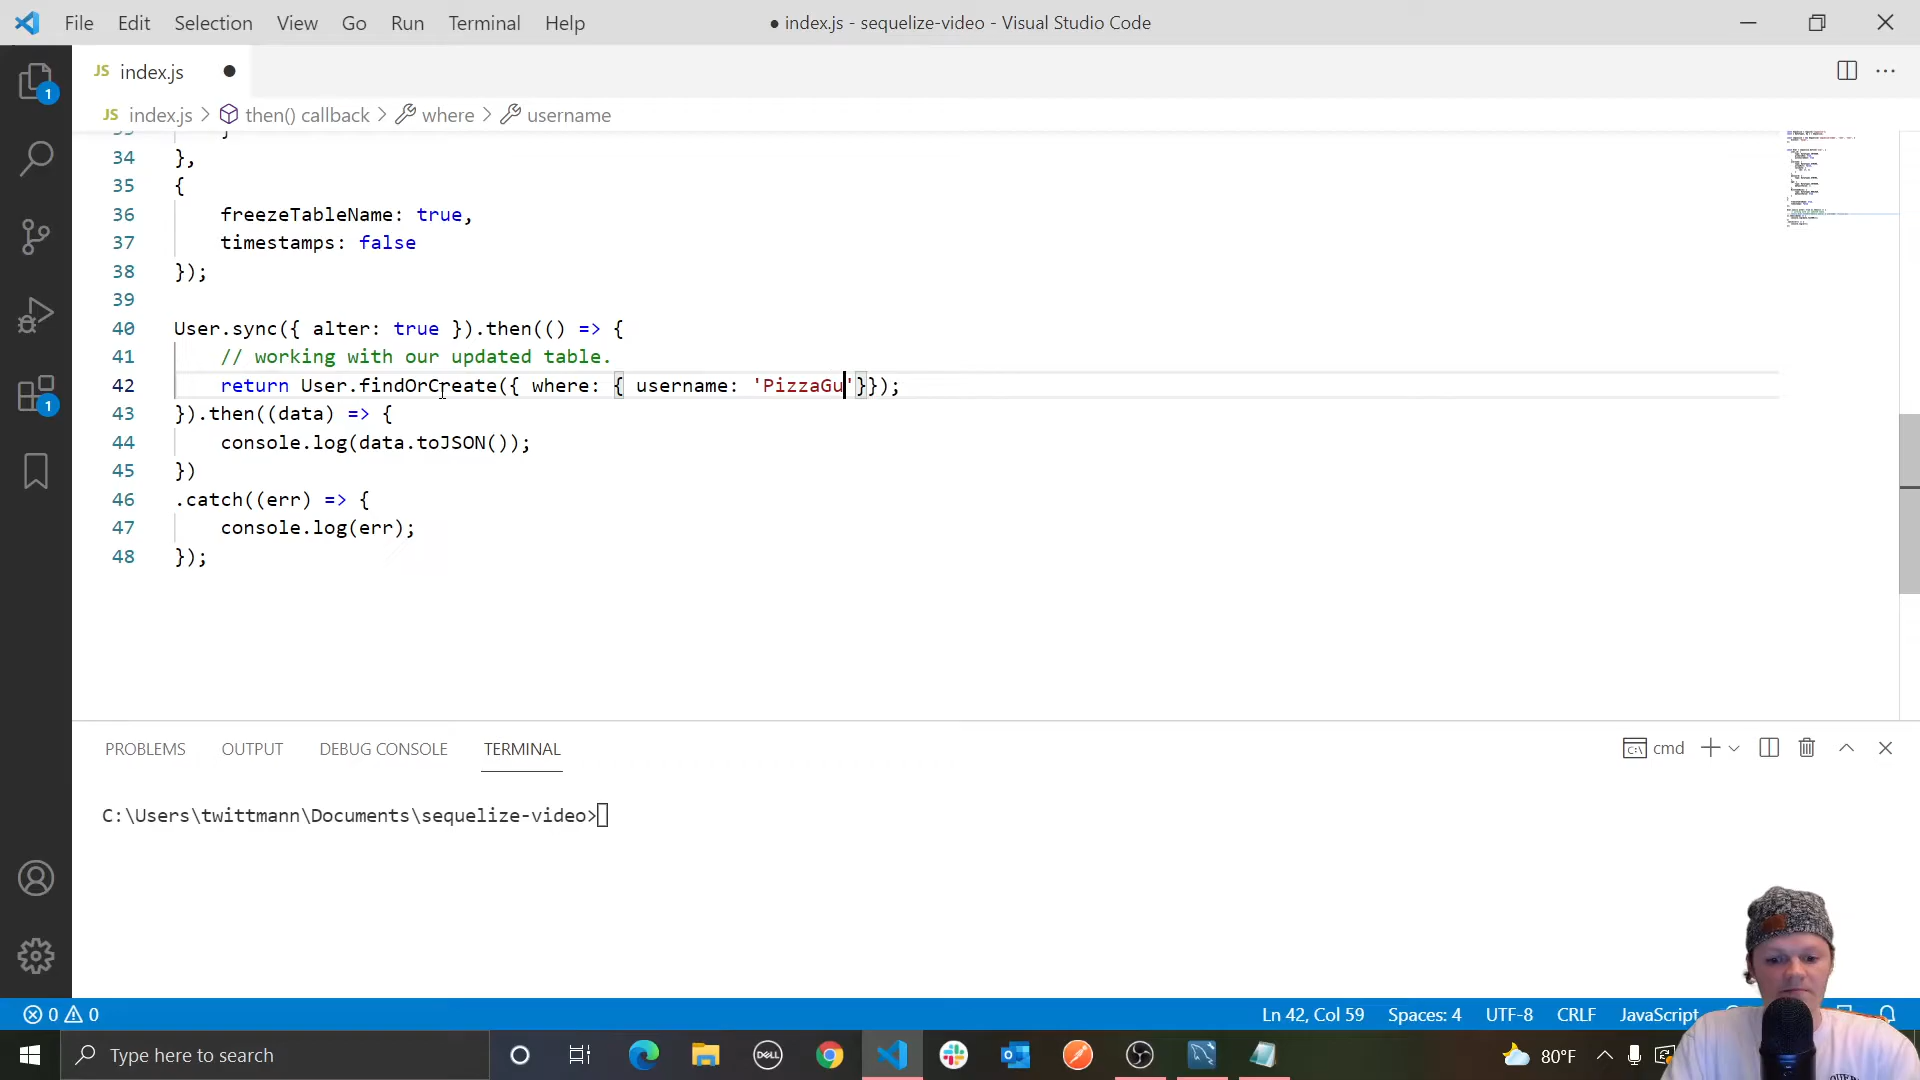 File Edit Selection View Go Run Terminal Help ● index.js - sequelize-video - Visual Studio Code
JS index.js ●
JS index.js > then() callback > where > username
34 },
35 {
36 freezeTableName: true,
37 timestamps: false
38 });
39
40 User.sync({ alter: true }).then(() => {
41 // working with our updated table.
42 return User.findOrCreate({ where: { username: 'PizzaGu'}});
43 }).then((data) => {
44 console.log(data.toJSON());
45 })
46 .catch((err) => {
47 console.log(err);
48 });
PROBLEMS OUTPUT DEBUG CONSOLE TERMINAL cmd
C:\Users\twittmann\Documents\sequelize-video>
0 0 Ln 42, Col 59 Spaces: 4 UTF-8 CRLF JavaScript
Type here to search 80°F